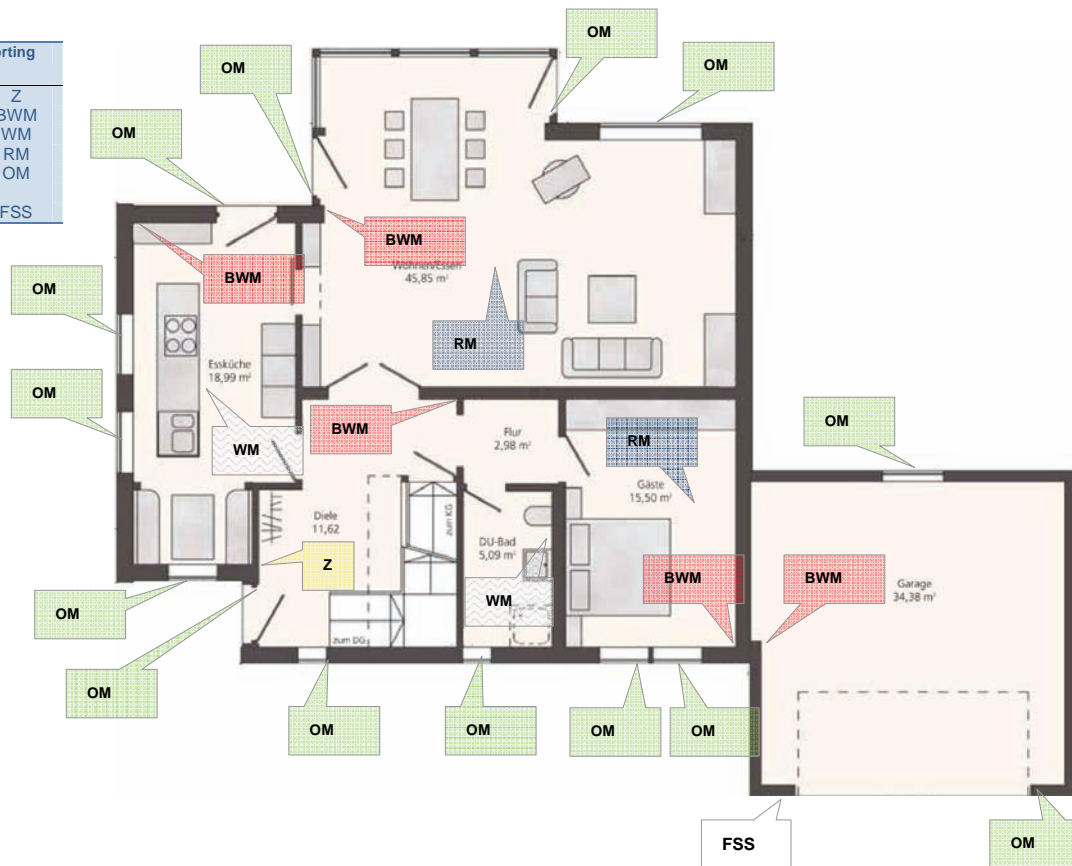 orting
Z
BWM
WM
RM
OM
FSS
OM
OM
OM
OM
BWM
Wohnen/Essen
45,85 m²
BWM
OM
RM
Essküche
18,99 m²
OM
BWM
Flur
2,98 m²
RM
OM
WM
Gäste
15,50 m²
zum KG
Diele
11,62
DU-Bad
5,09 m²
Z
BWM
BWM
Garage
34,38 m²
WM
OM
zum DG
OM
OM
OM
OM
OM
FSS
OM